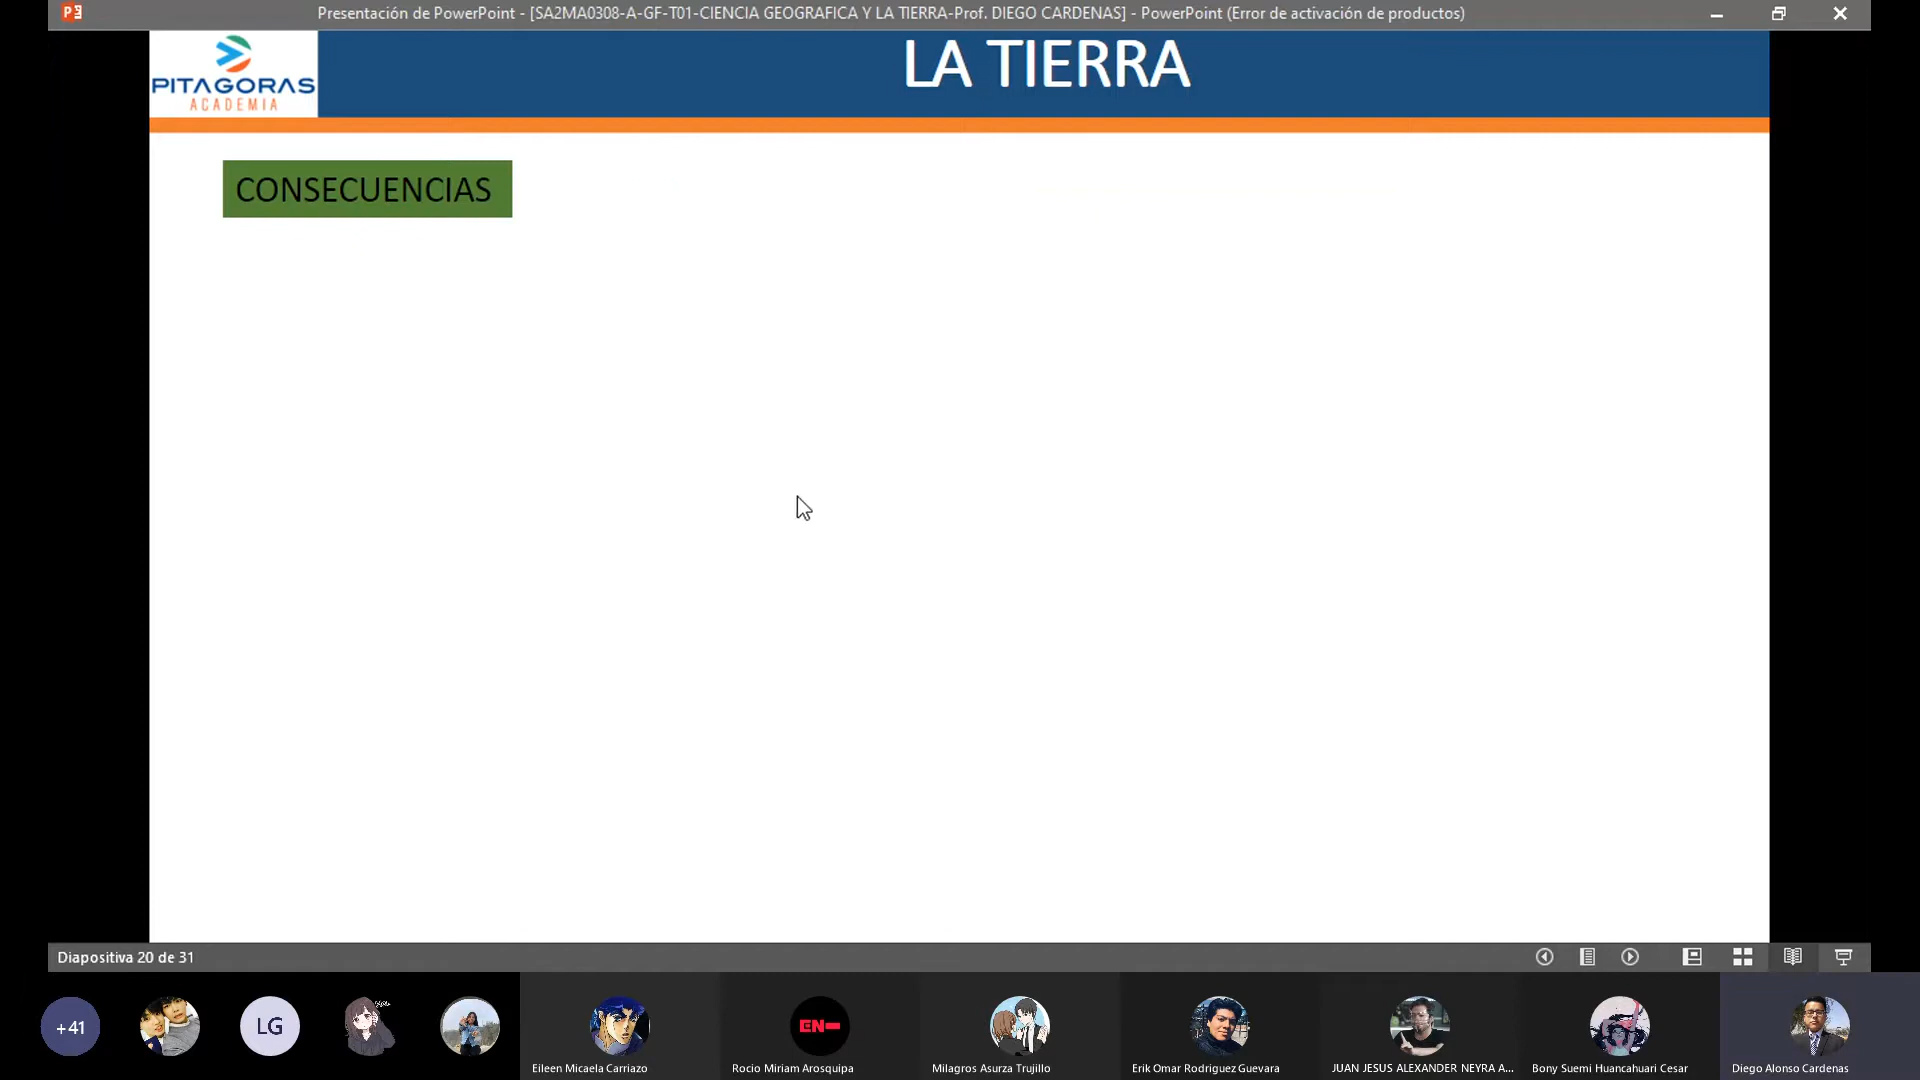 Presentación de PowerPoint - [SA2MA0308-A-GF-T01-CIENCIA GEOGRAFICA Y LA TIERRA-Prof. DIEGO CARDENAS] - PowerPoint (Error de activación de productos)
PITAGORAS
ACADEMIA
LA TIERRA
CONSECUENCIAS
Diapositiva 20 de 31
+41
LG
EN
Eileen Micaela Carriazo
Rocio Miriam Arosquipa
Milagros Asurza Trujillo
Erik Omar Rodriguez Guevara
JUAN JESUS ALEXANDER NEYRA A...
Bony Suemi Huancahuari Cesar
Diego Alonso Cardenas